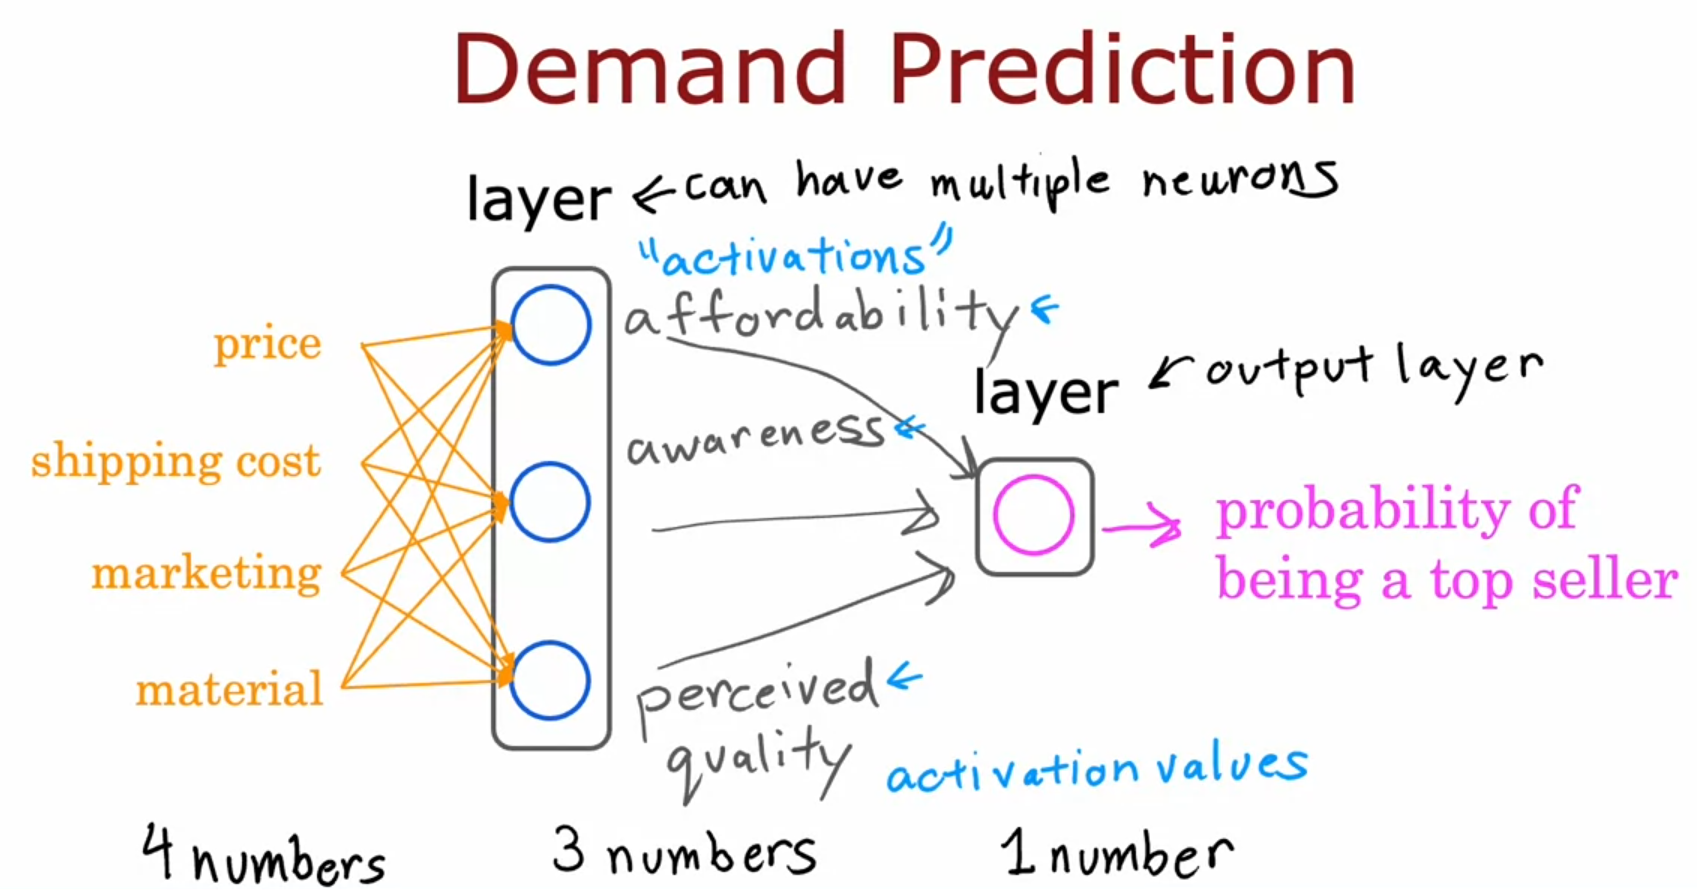 Demand Prediction
layer ← can have multiple neurons
"activations"
price
affordability ←
layer ← output layer
shipping cost
awareness ←
probability of
being a top seller
marketing
material
perceived ←
quality
activation values
4 numbers
3 numbers
1 number